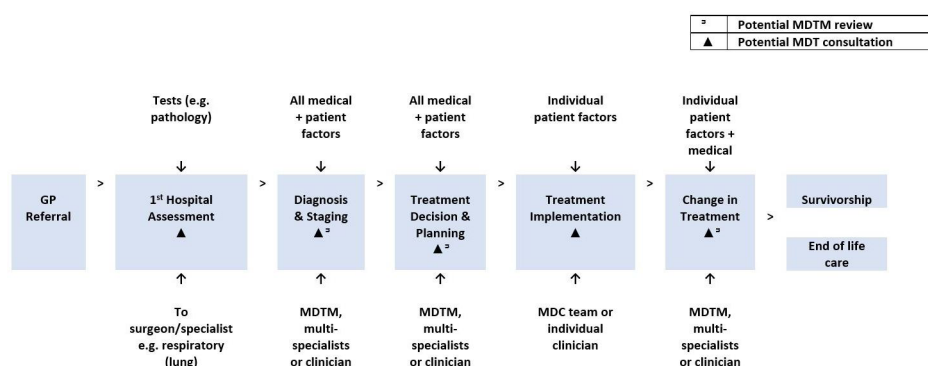 ᴲ Potential MDTM review
▲ Potential MDT consultation
Tests (e.g.
pathology)
All medical
+ patient
factors
All medical
+ patient
factors
Individual
patient factors
Individual
patient
factors +
medical
↓ ↓ ↓ ↓ ↓
GP
Referral
>
1st Hospital
Assessment
▲
>
Diagnosis
& Staging
▲ ᴲ
>
Treatment
Decision &
Planning
▲ ᴲ
>
Treatment
Implementation
▲
>
Change in
Treatment
▲ ᴲ
>
Survivorship
End of life
care
↑ ↑ ↑ ↑ ↑
To
surgeon/specialist
e.g. respiratory
(lung)
MDTM,
multi-
specialists
or clinician
MDTM,
multi-
specialists
or clinician
MDC team or
individual
clinician
MDTM,
multi-
specialists
or clinician